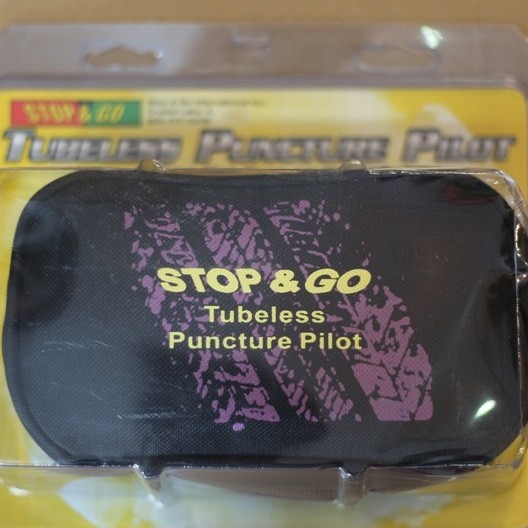 STOP & GO
TUBELESS PUNCTURE PILOT
STOP & GO
Tubeless
Puncture Pilot